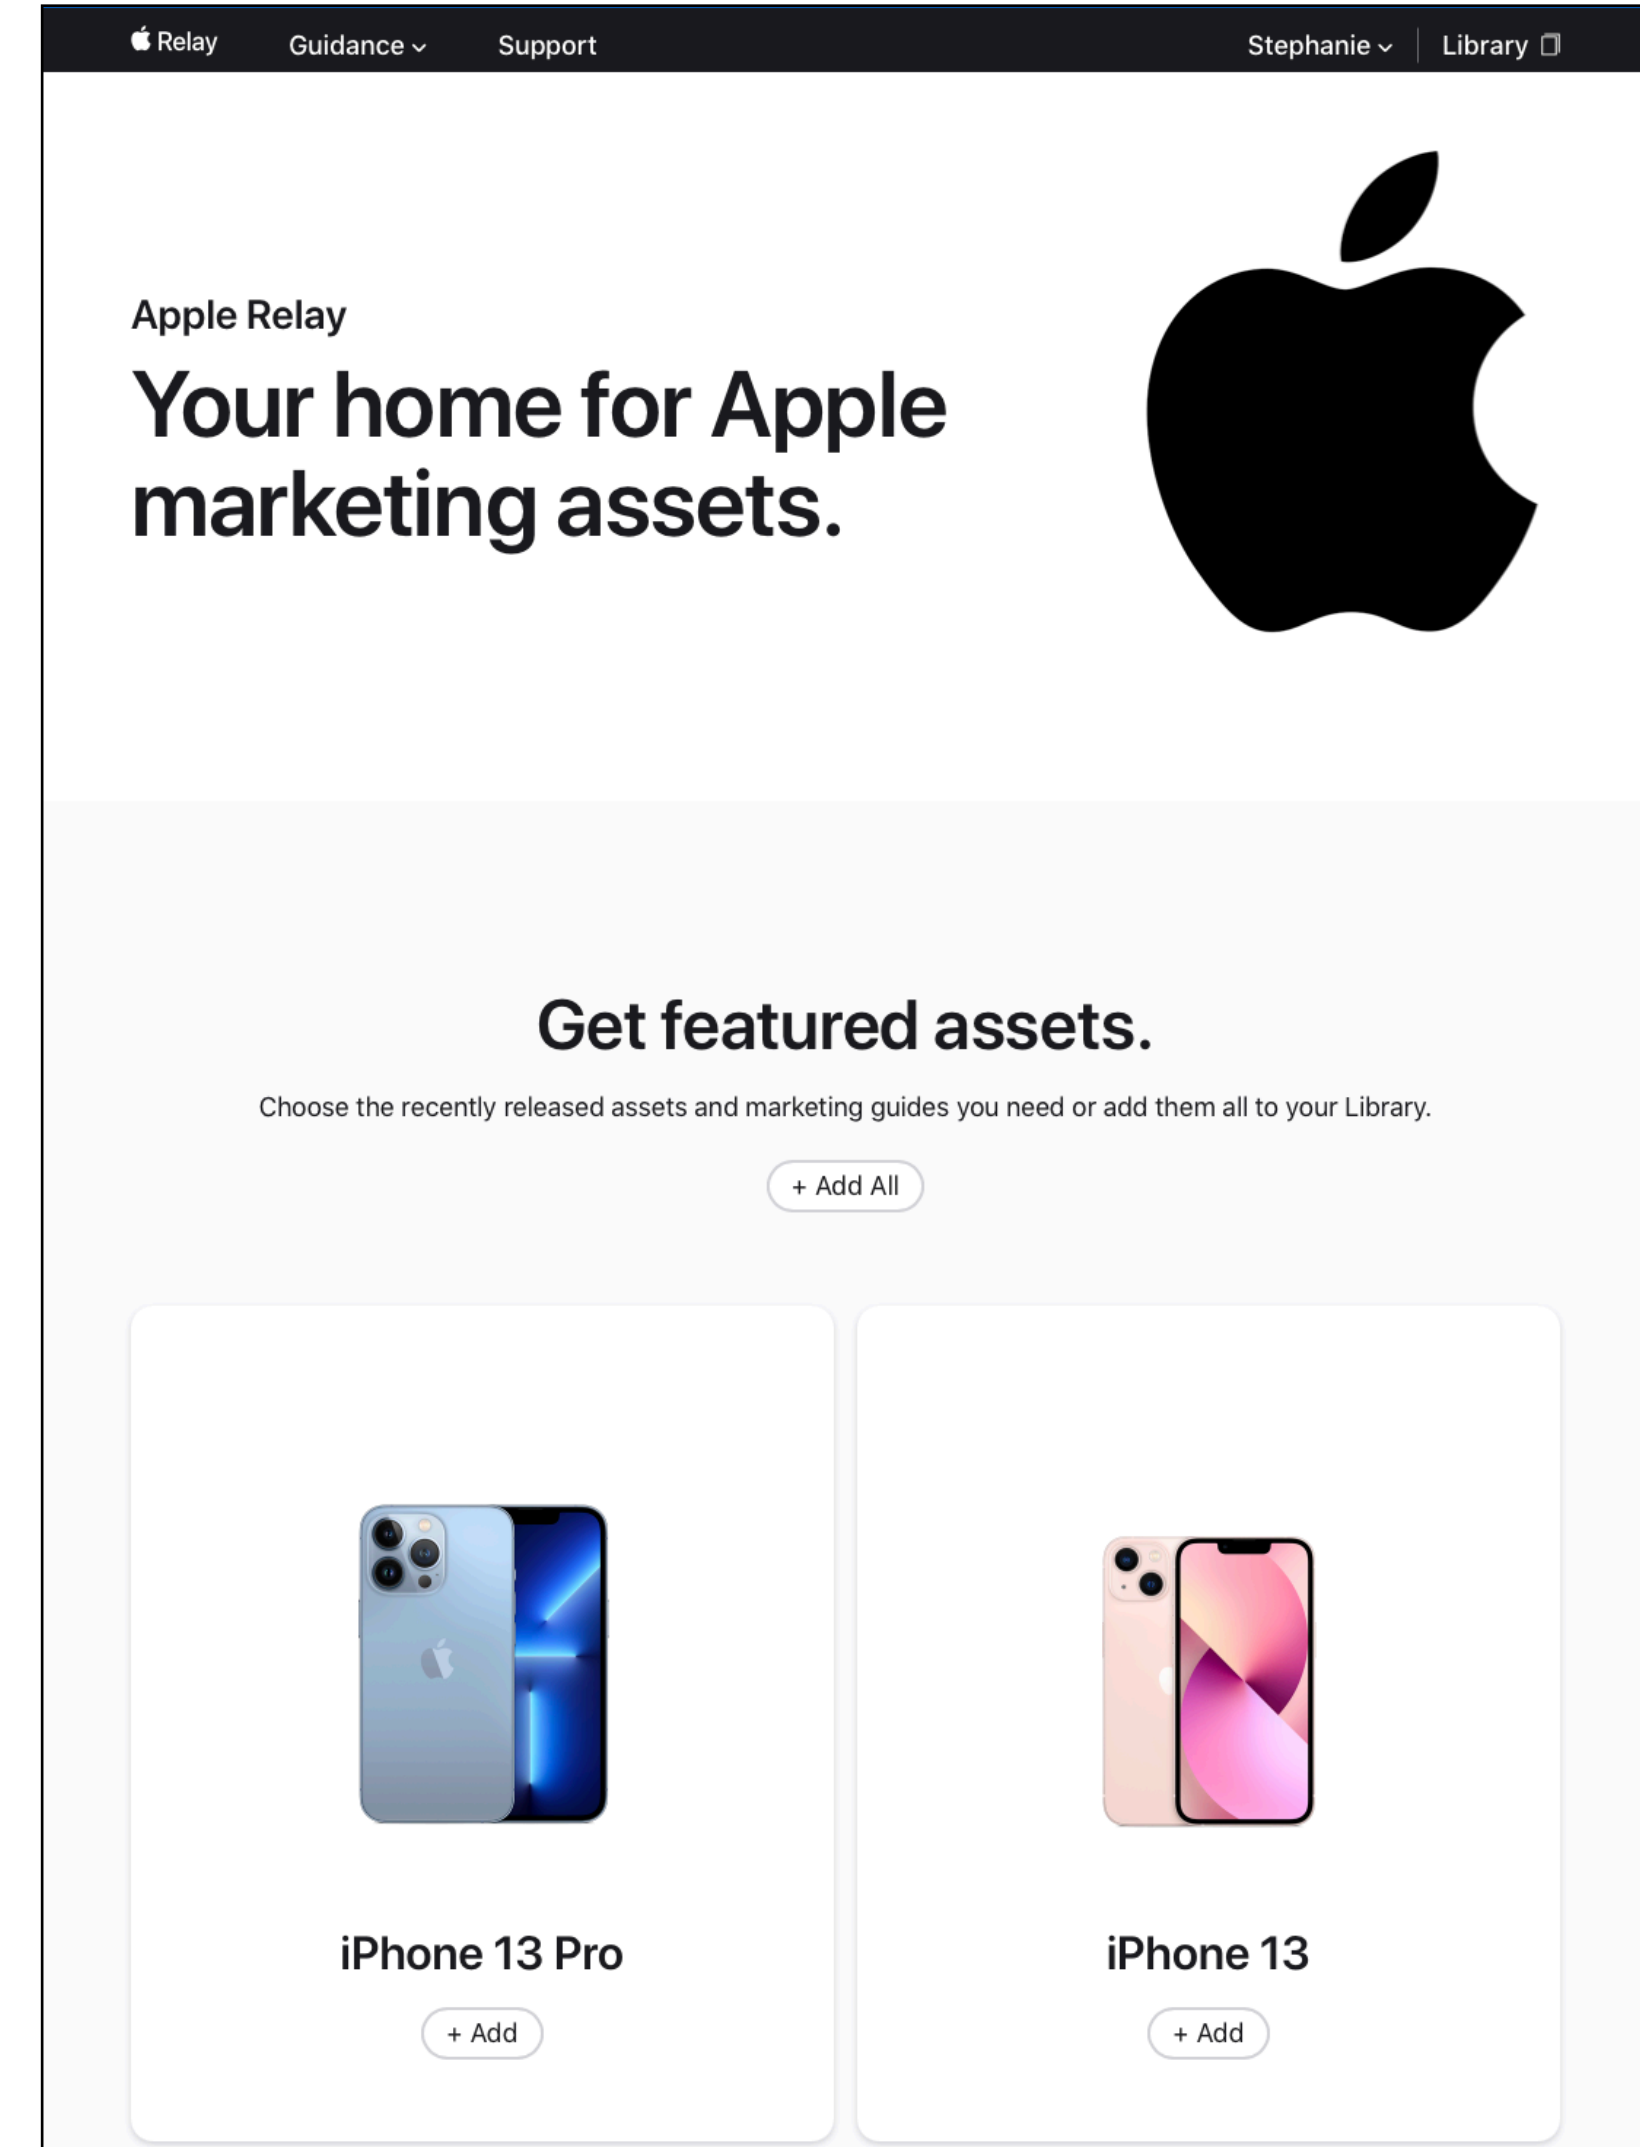 Relay Guidance Support Stephanie Library
Apple Relay
Your home for Apple
marketing assets.
Get featured assets.
Choose the recently released assets and marketing guides you need or add them all to your Library.
+ Add All
iPhone 13 Pro
+ Add
iPhone 13
+ Add